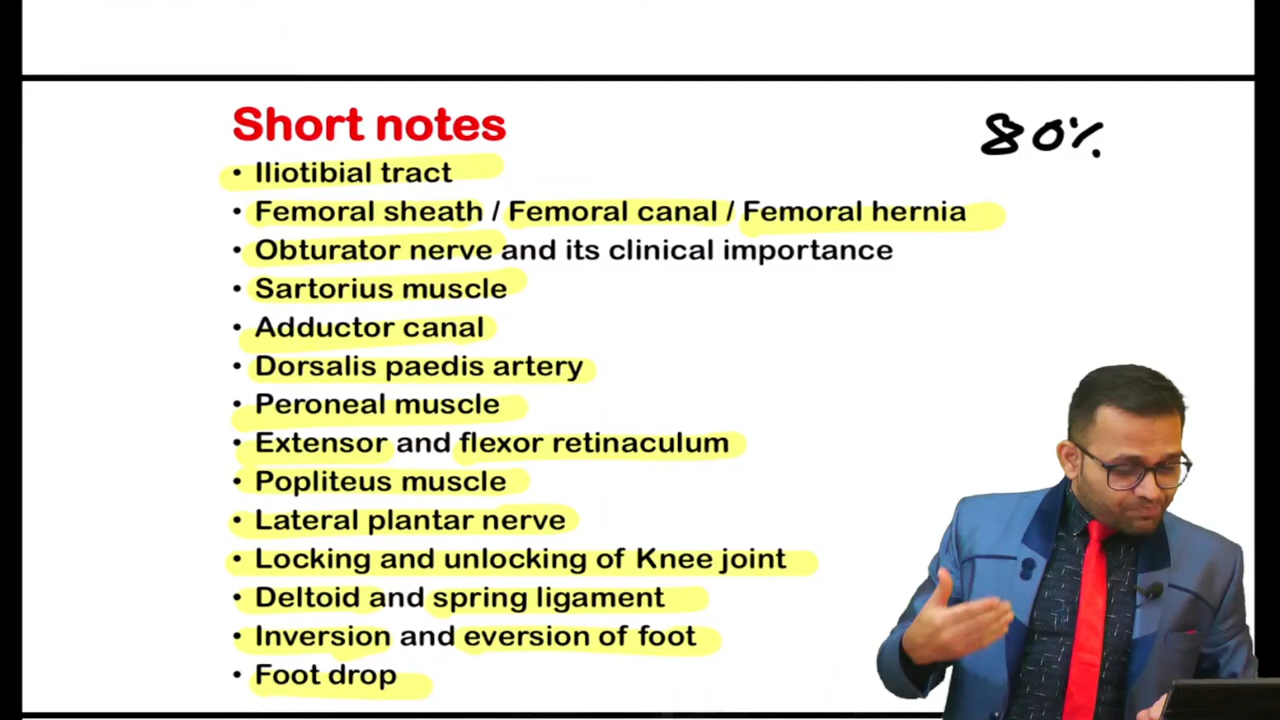 Short notes
80%
• Iliotibial tract
• Femoral sheath / Femoral canal / Femoral hernia
• Obturator nerve and its clinical importance
• Sartorius muscle
• Adductor canal
• Dorsalis paedis artery
• Peroneal muscle
• Extensor and flexor retinaculum
• Popliteus muscle
• Lateral plantar nerve
• Locking and unlocking of Knee joint
• Deltoid and spring ligament
• Inversion and eversion of foot
• Foot drop